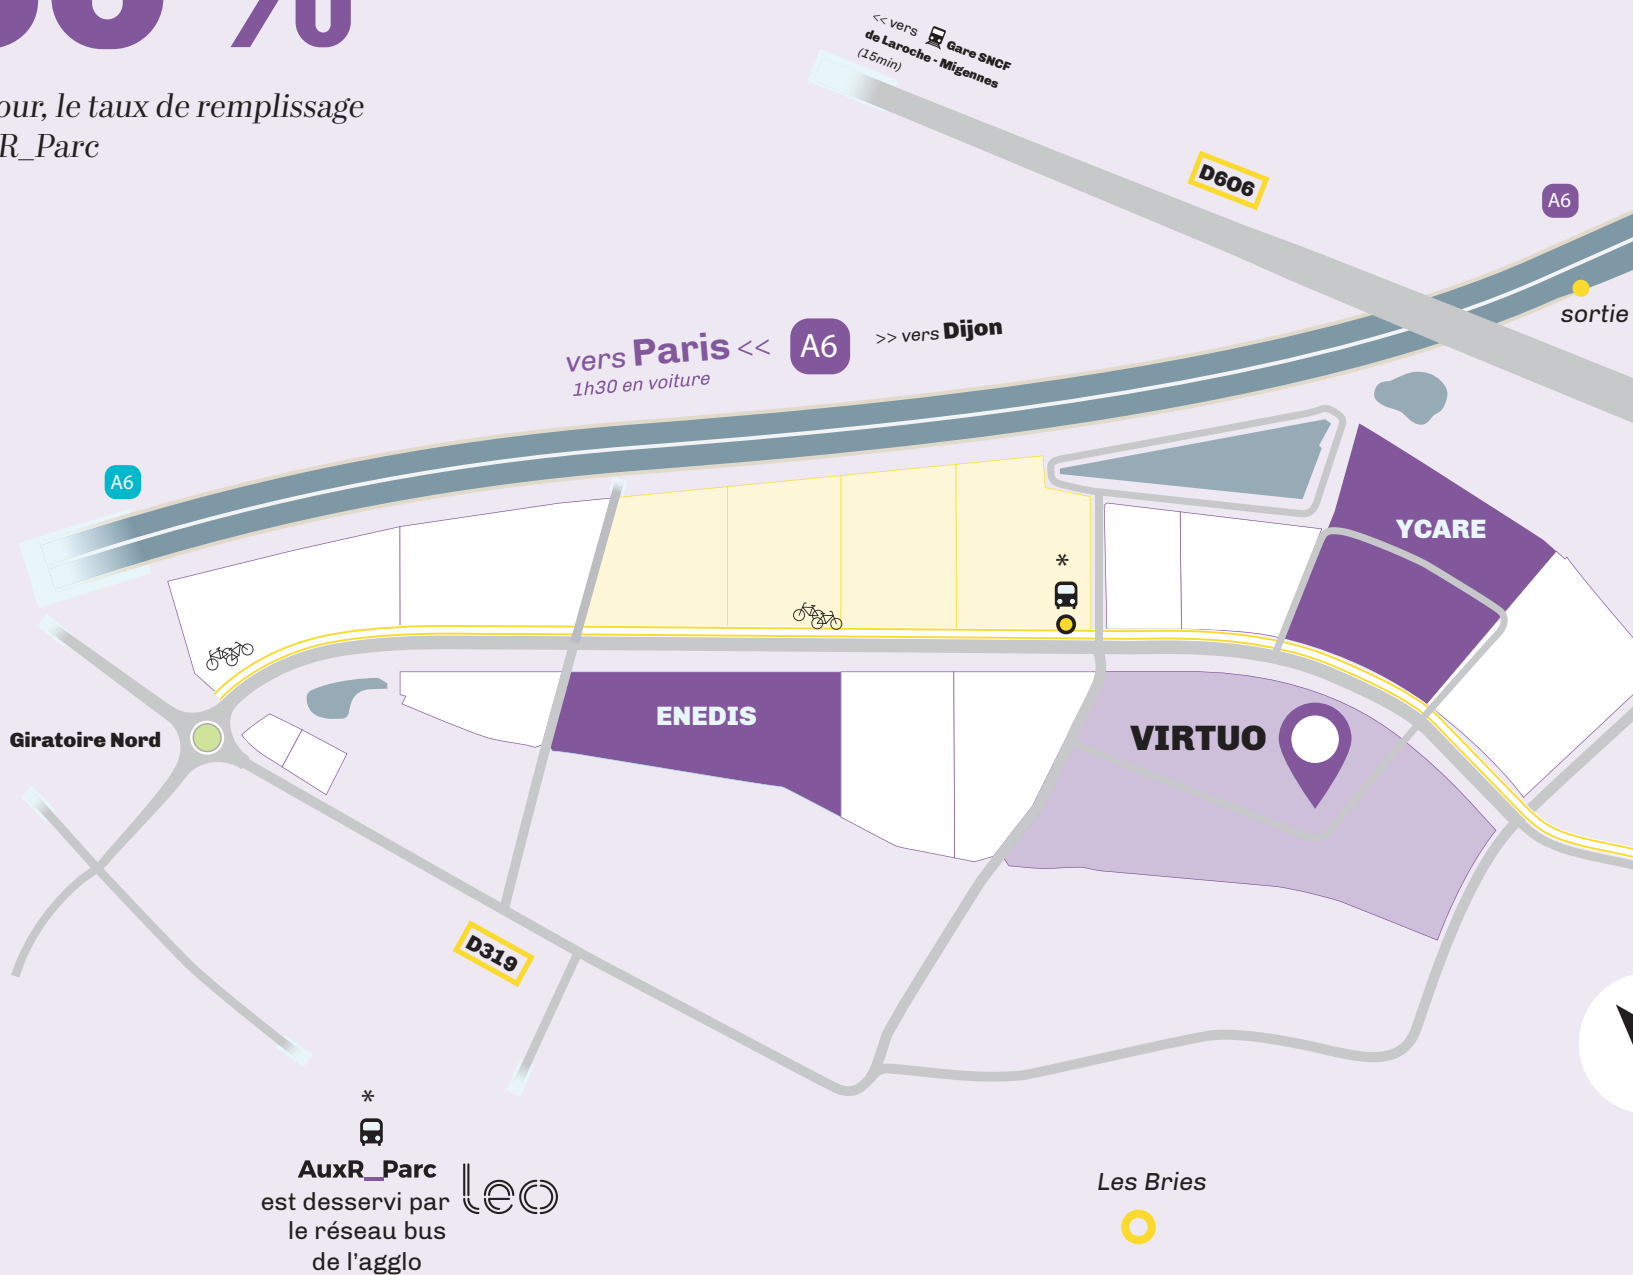 %
our, le taux de remplissage
R_Parc
<< vers Gare SNCF
de Laroche - Migennes
(15min)
D606
A6
sortie
vers Paris << A6 >> vers Dijon
1h30 en voiture
A6
*
YCARE
ENEDIS
VIRTUO
Giratoire Nord
D319
*
AuxR_Parc
est desservi par leo
le réseau bus
de l'agglo
Les Bries